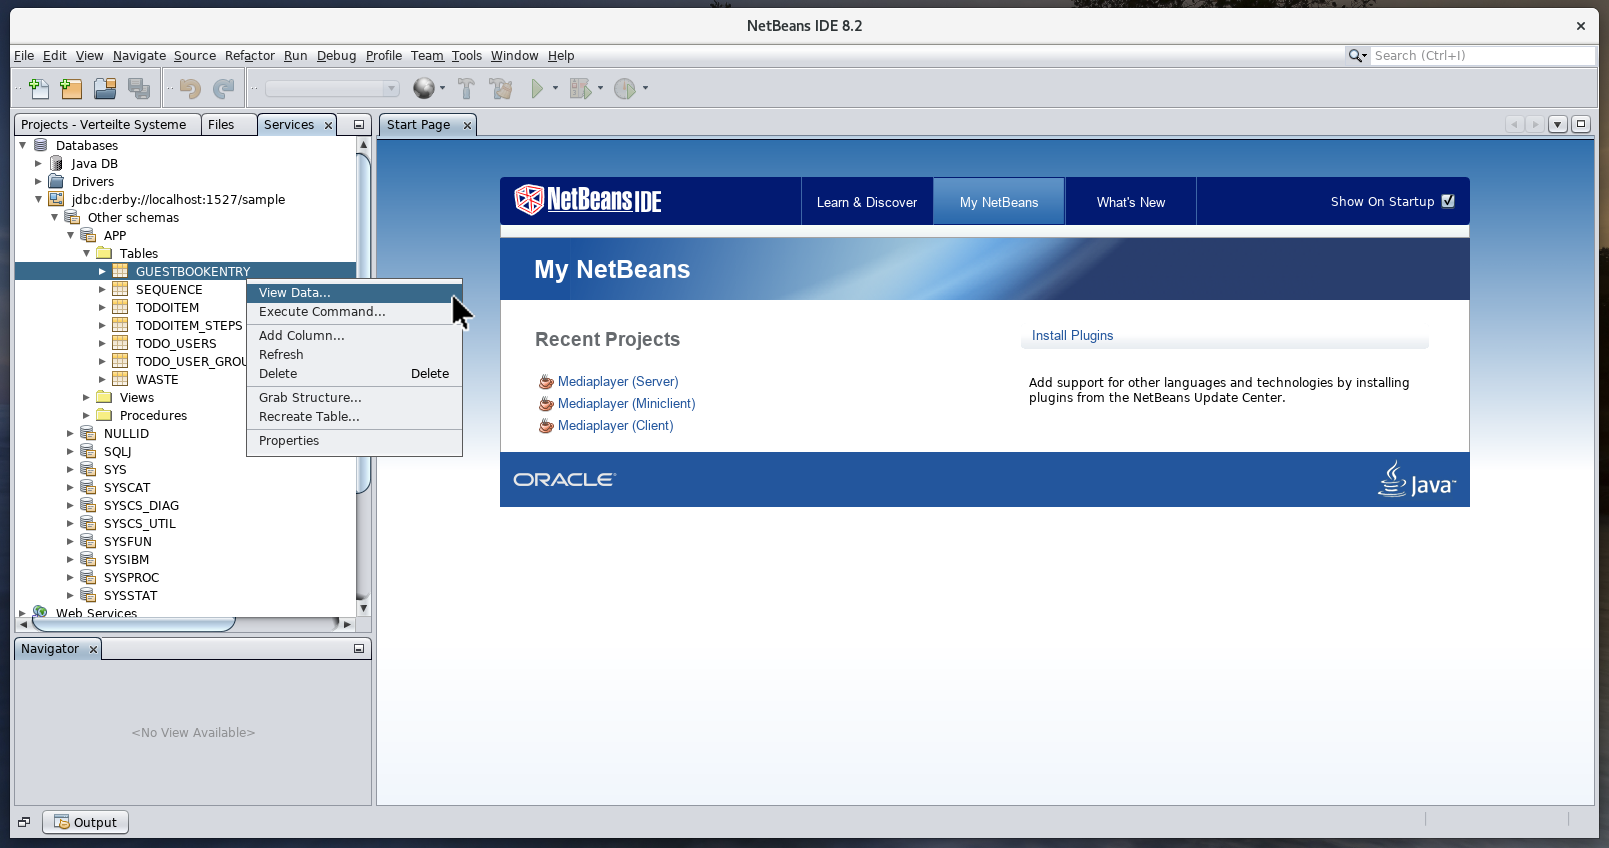 NetBeans IDE 8.2
File Edit View Navigate Source Refactor Run Debug Profile Team Tools Window Help
Search (Ctrl+I)
Projects - Verteilte Systeme Files Services
Start Page
Databases
Java DB
Drivers
jdbc:derby://localhost:1527/sample
Other schemas
APP
Tables
GUESTBOOKENTRY
SEQUENCE
TODOITEM
TODOITEM_STEPS
TODO_USERS
TODO_USER_GROU
WASTE
Views
Procedures
NULLID
SQLJ
SYS
SYSCAT
SYSCS_DIAG
SYSCS_UTIL
SYSFUN
SYSIBM
SYSPROC
SYSSTAT
Web Services
View Data...
Execute Command...
Add Column...
Refresh
Delete Delete
Grab Structure...
Recreate Table...
Properties
NetBeans IDE
Learn & Discover My NetBeans What's New
Show On Startup
My NetBeans
Recent Projects
Mediaplayer (Server)
Mediaplayer (Miniclient)
Mediaplayer (Client)
Install Plugins
Add support for other languages and technologies by installing
plugins from the NetBeans Update Center.
ORACLE
Java
Navigator
<No View Available>
Output